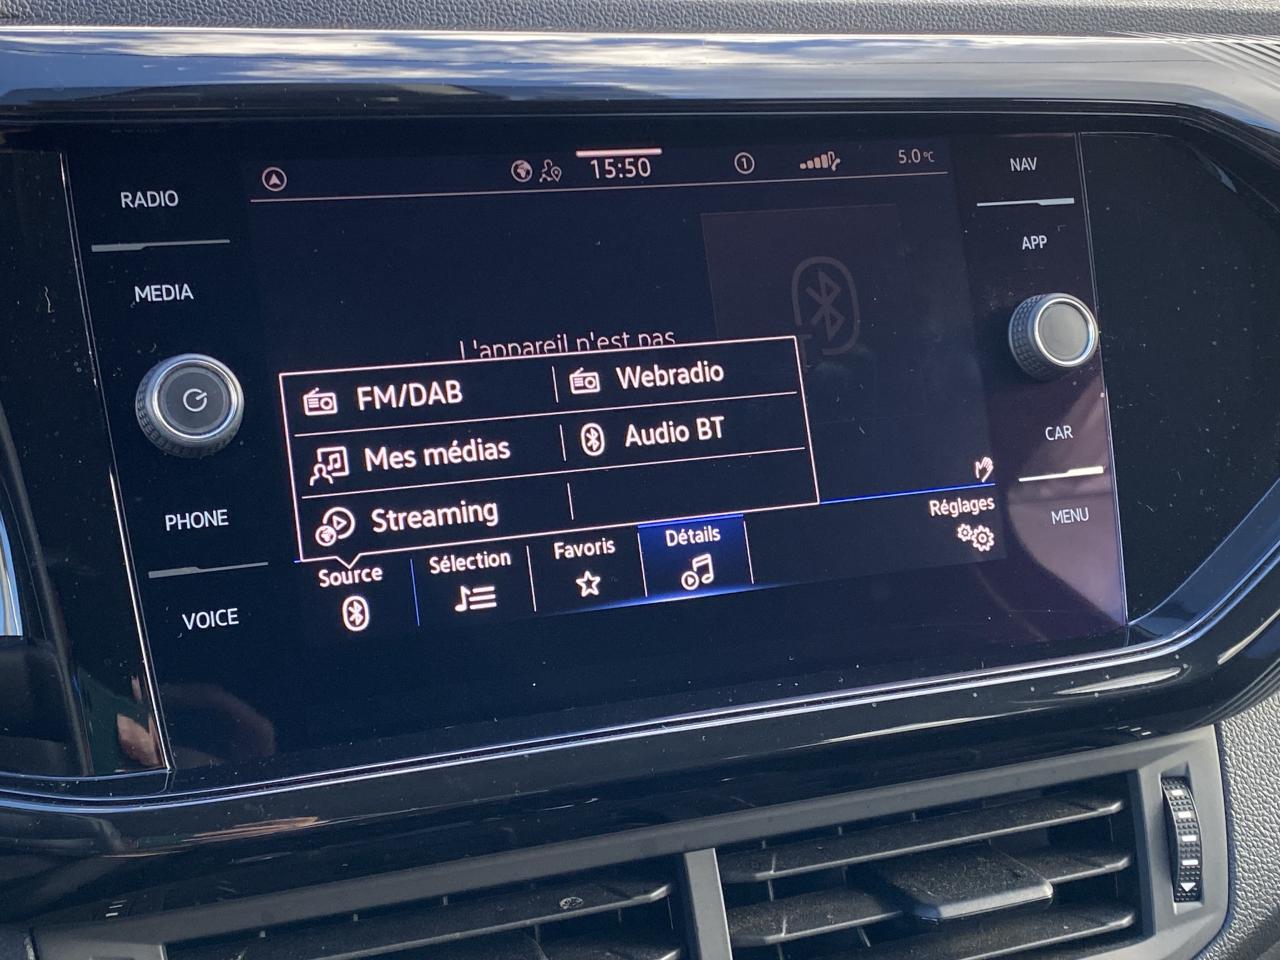 15:50
1
5.0°C
RADIO
MEDIA
PHONE
VOICE
NAV
APP
CAR
MENU
L'appareil n'est pas
FM/DAB
Webradio
Mes médias
Audio BT
Streaming
Source
Sélection
Favoris
Détails
Réglages